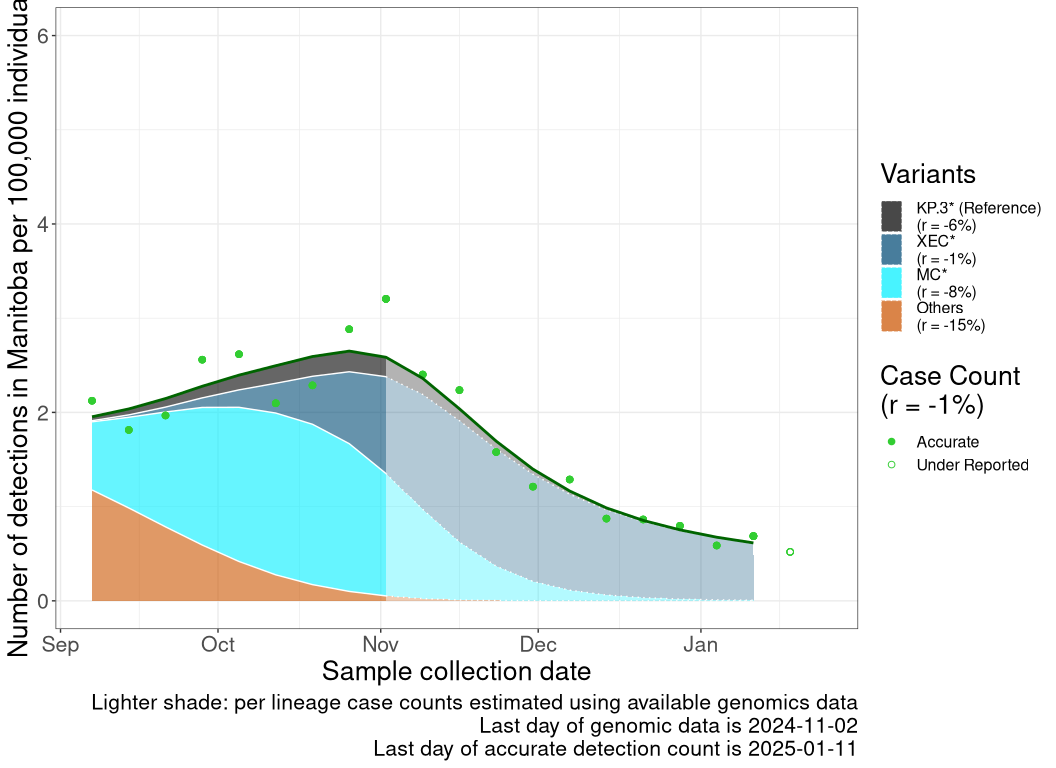 Number of detections in Manitoba per 100,000 individua
6
4
2
0
Sep
Oct
Nov
Dec
Jan
Sample collection date
Lighter shade: per lineage case counts estimated using available genomics data
Last day of genomic data is 2024-11-02
Last day of accurate detection count is 2025-01-11
Variants
KP.3* (Reference)
(r = -6%)
XEC*
(r = -1%)
MC*
(r = -8%)
Others
(r = -15%)
Case Count
(r = -1%)
Accurate
Under Reported